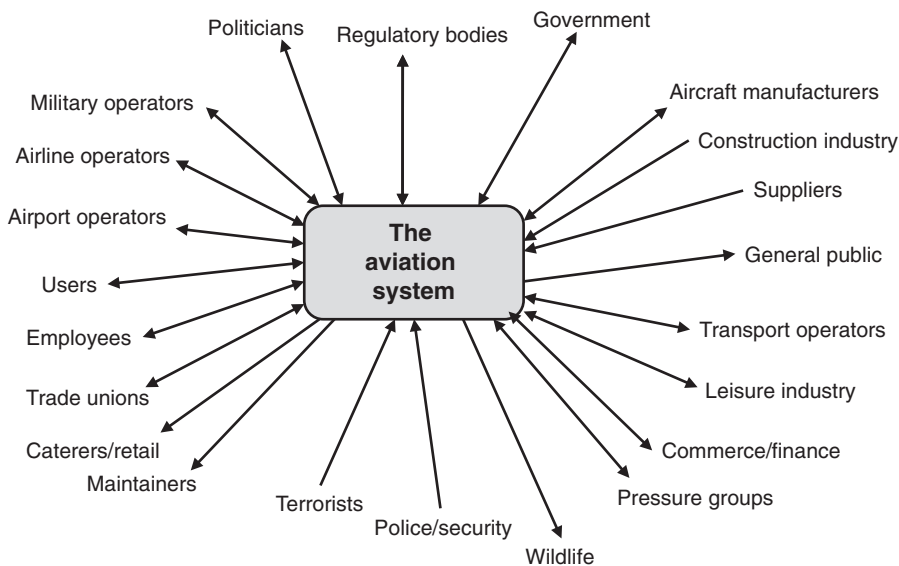 Politicians
Regulatory bodies
Government
Military operators
Aircraft manufacturers
Airline operators
Construction industry
Suppliers
Airport operators
The
aviation
system
General public
Users
Employees
Transport operators
Trade unions
Leisure industry
Caterers/retail
Commerce/finance
Maintainers
Pressure groups
Terrorists
Police/security
Wildlife